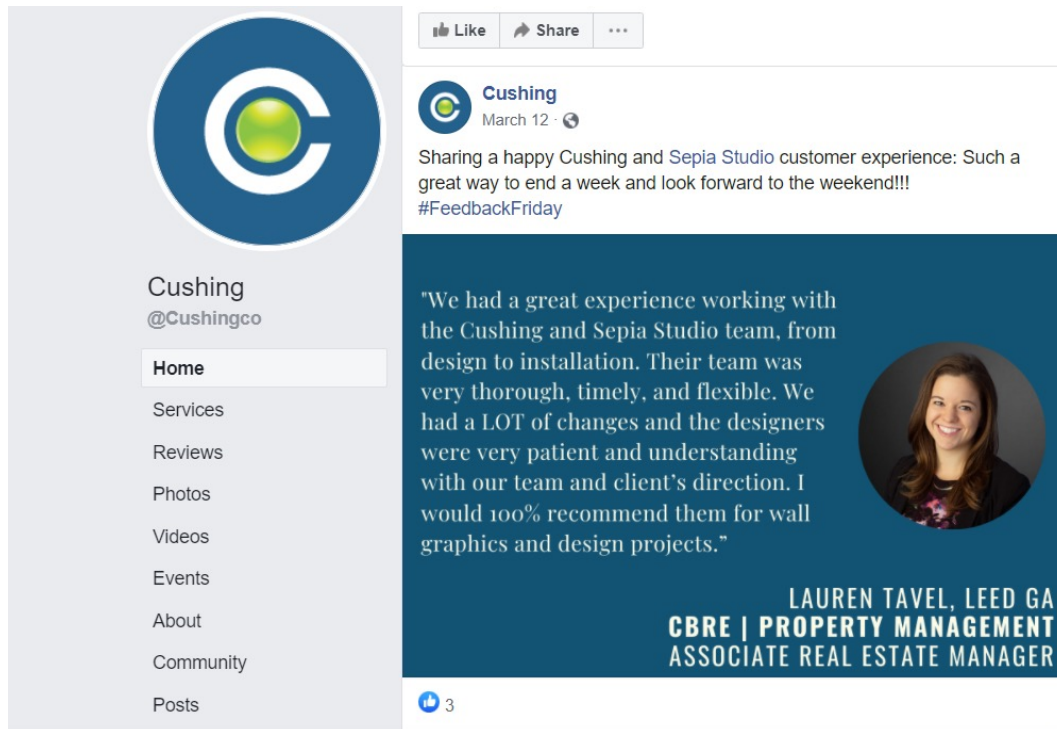 Cushing
@Cushingco
Home
Services
Reviews
Photos
Videos
Events
About
Community
Posts
Like
Share
Cushing
March 12 ·
Sharing a happy Cushing and Sepia Studio customer experience: Such a
great way to end a week and look forward to the weekend!!!
#FeedbackFriday
"We had a great experience working with
the Cushing and Sepia Studio team, from
design to installation. Their team was
very thorough, timely, and flexible. We
had a LOT of changes and the designers
were very patient and understanding
with our team and client’s direction. I
would 100% recommend them for wall
graphics and design projects.”
LAUREN TAVEL, LEED GA
CBRE | PROPERTY MANAGEMENT
ASSOCIATE REAL ESTATE MANAGER
3